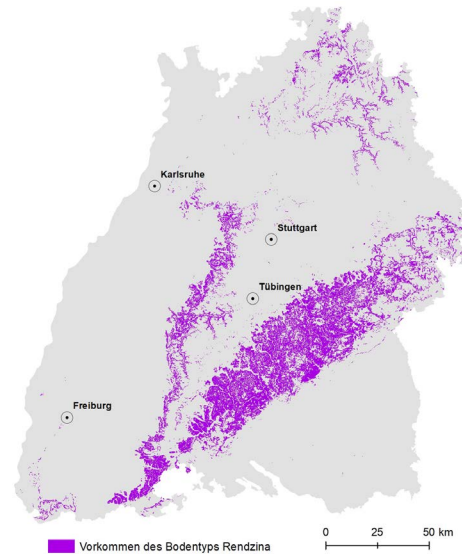 Karlsruhe
Stuttgart
Tübingen
Freiburg
Vorkommen des Bodentyps Rendzina
0 25 50 km